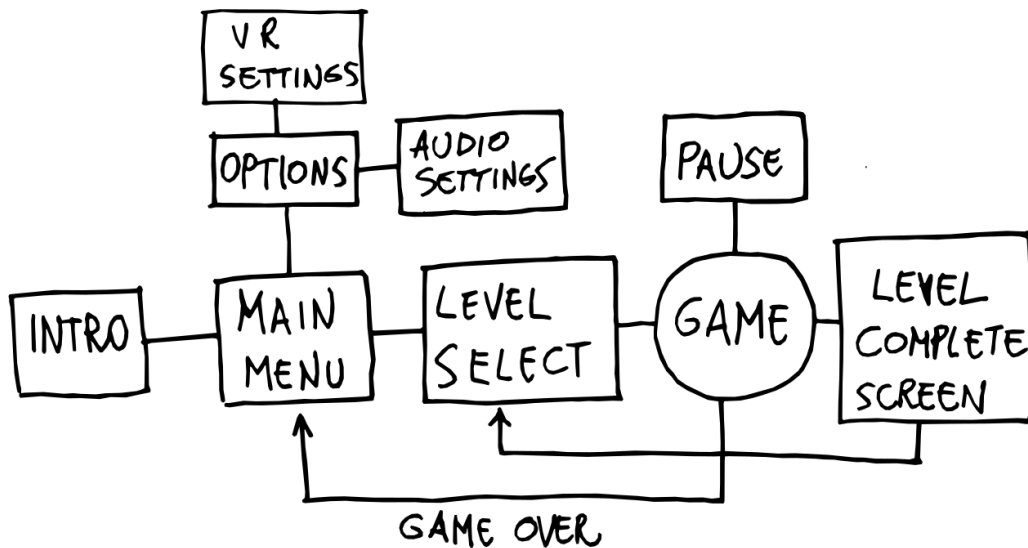 VR
SETTINGS
OPTIONS
AUDIO
SETTINGS
PAUSE
INTRO
MAIN
MENU
LEVEL
SELECT
GAME
LEVEL
COMPLETE
SCREEN
GAME OVER